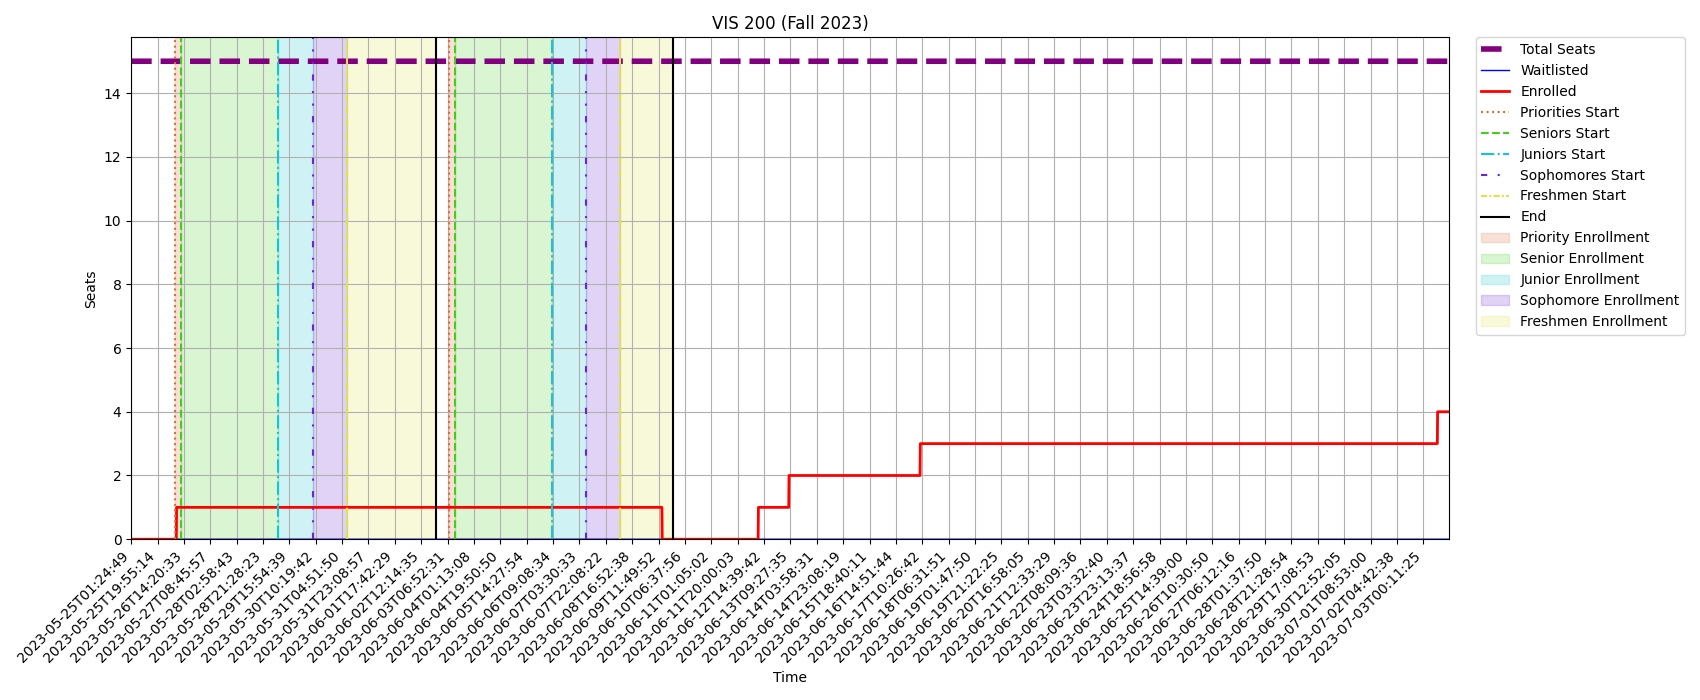 VIS 200 (Fall 2023)
Total Seats
Waitlisted
Enrolled
Priorities Start
Seniors Start
Juniors Start
Sophomores Start
Freshmen Start
End
Priority Enrollment
Senior Enrollment
Junior Enrollment
Sophomore Enrollment
Freshmen Enrollment
Seats
14
12
10
8
6
4
2
0
2023-05-25T01:24:49
2023-05-25T19:55:14
2023-05-26T14:20:33
2023-05-27T08:45:57
2023-05-28T02:58:43
2023-05-28T21:28:23
2023-05-29T15:54:39
2023-05-30T10:19:42
2023-05-31T04:51:50
2023-05-31T23:08:57
2023-06-01T17:42:29
2023-06-02T12:14:35
2023-06-03T06:52:31
2023-06-04T01:13:08
2023-06-04T19:50:50
2023-06-05T14:27:54
2023-06-06T09:08:34
2023-06-07T03:30:33
2023-06-07T22:08:22
2023-06-08T16:52:38
2023-06-09T11:49:52
2023-06-10T06:37:56
2023-06-11T01:05:02
2023-06-11T20:00:03
2023-06-12T14:39:42
2023-06-13T09:27:35
2023-06-14T03:58:31
2023-06-14T23:08:19
2023-06-15T18:40:11
2023-06-16T14:51:44
2023-06-17T10:26:42
2023-06-18T06:31:51
2023-06-19T01:47:50
2023-06-19T21:22:25
2023-06-20T16:58:05
2023-06-21T12:33:29
2023-06-22T08:09:36
2023-06-23T03:32:40
2023-06-23T23:13:37
2023-06-24T18:56:58
2023-06-25T14:39:00
2023-06-26T10:30:50
2023-06-27T06:12:16
2023-06-28T01:37:50
2023-06-28T21:28:54
2023-06-29T17:08:53
2023-06-30T12:52:05
2023-07-01T08:53:00
2023-07-02T04:42:38
2023-07-03T00:11:25
Time